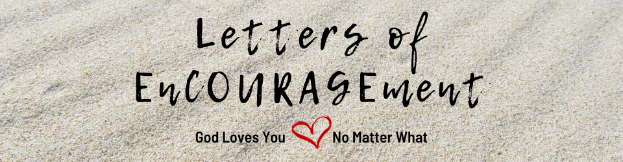 Letters of
EnCOURAGEment
God Loves You No Matter What